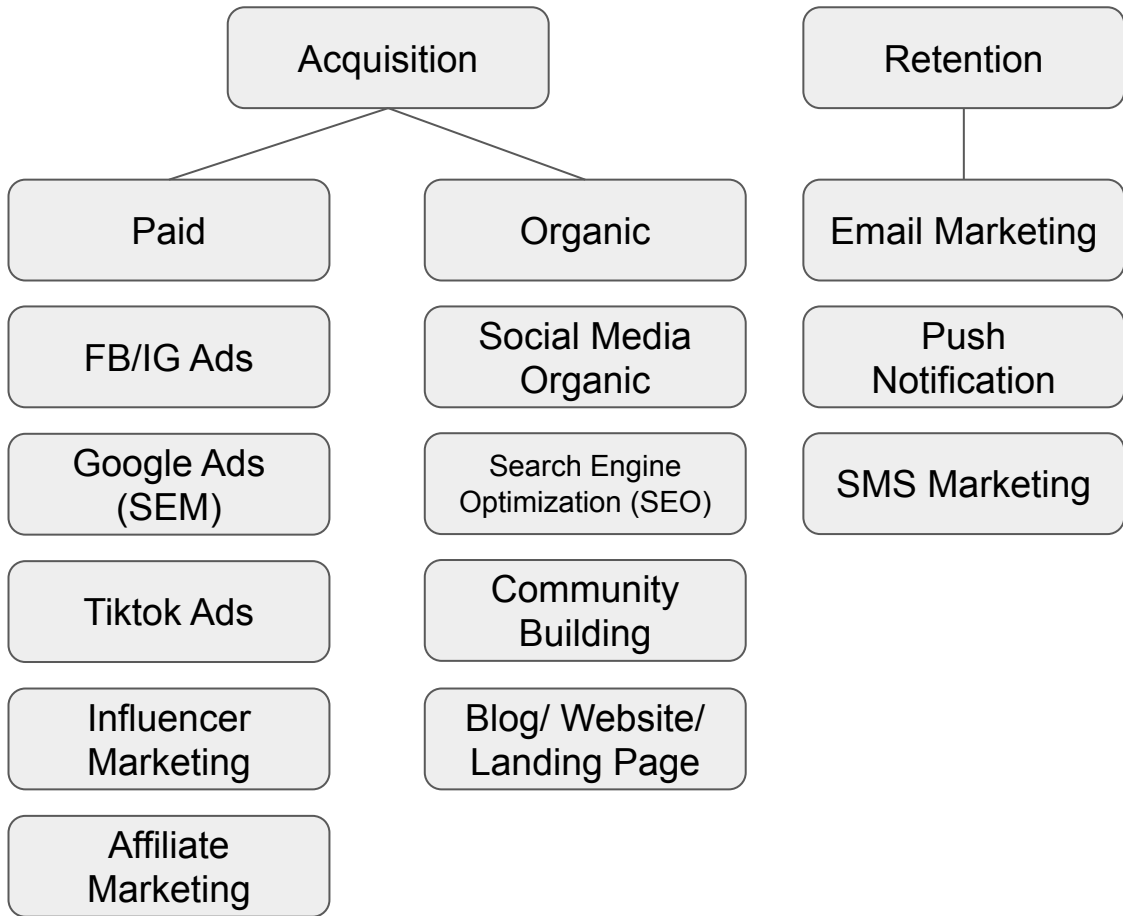 Acquisition
Retention
Paid
Organic
Email Marketing
FB/IG Ads
Social Media
Organic
Push
Notification
Google Ads
(SEM)
Search Engine
Optimization (SEO)
SMS Marketing
Tiktok Ads
Community
Building
Influencer
Marketing
Blog/ Website/
Landing Page
Affiliate
Marketing